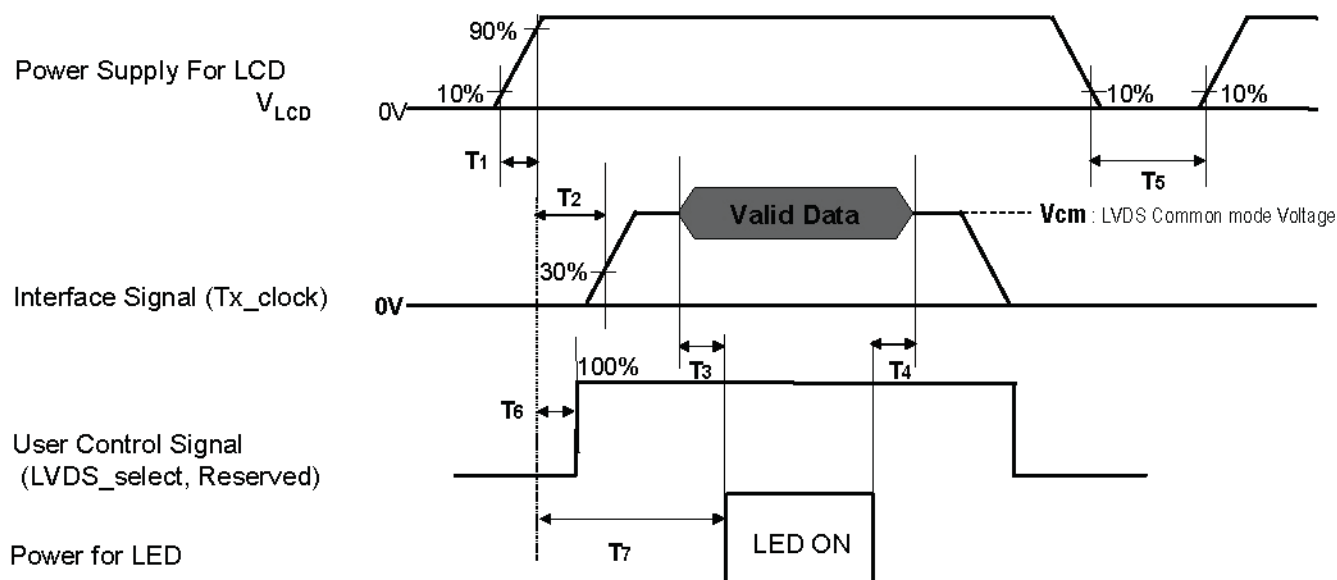 90%
Power Supply For LCD
VLCD
10%
0V
10%
10%
T1
T2
T5
Valid Data
Vcm : LVDS Common mode Voltage
30%
Interface Signal (Tx_clock)
0V
100%
T3
T4
T6
User Control Signal
(LVDS_select, Reserved)
T7
LED ON
Power for LED